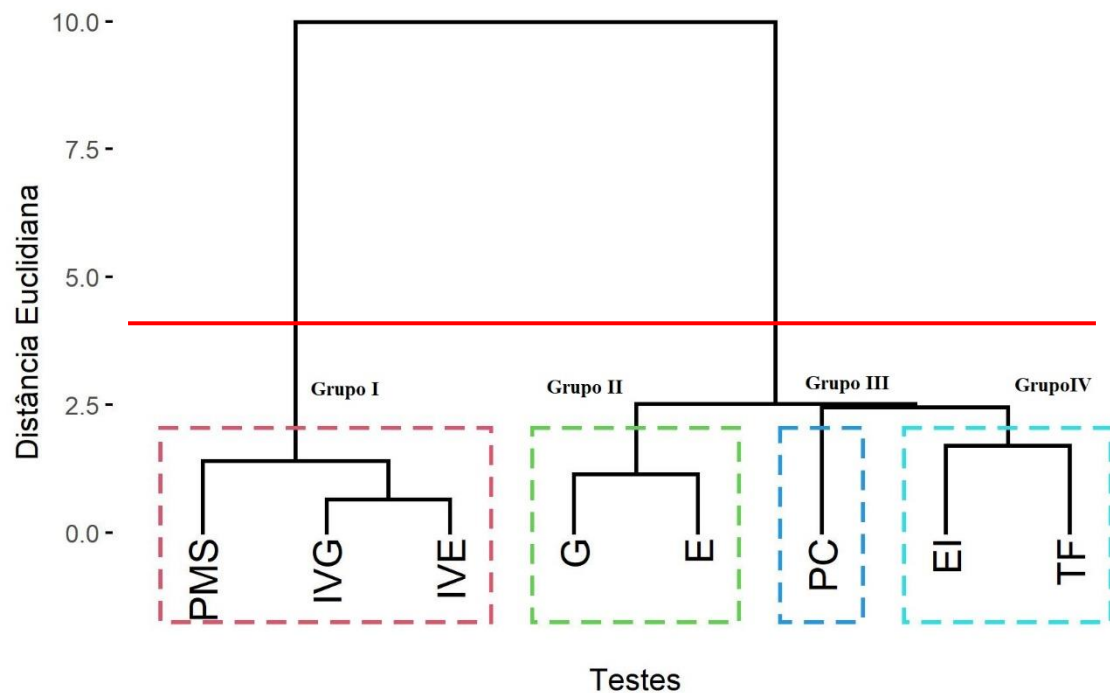 10.0
7.5
5.0
2.5
0.0
Distância Euclidiana
Grupo I
Grupo II
Grupo III
GrupoIV
PMS
IVG
IVE
G
E
PC
EI
TF
Testes